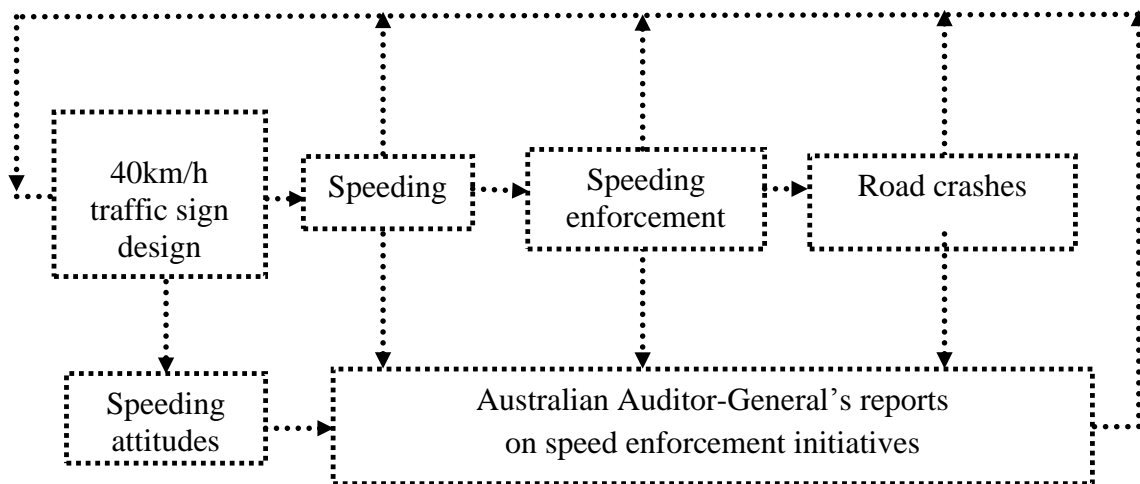 40km/h
traffic sign
design
Speeding
Speeding
enforcement
Road crashes
Speeding
attitudes
Australian Auditor-General’s reports
on speed enforcement initiatives